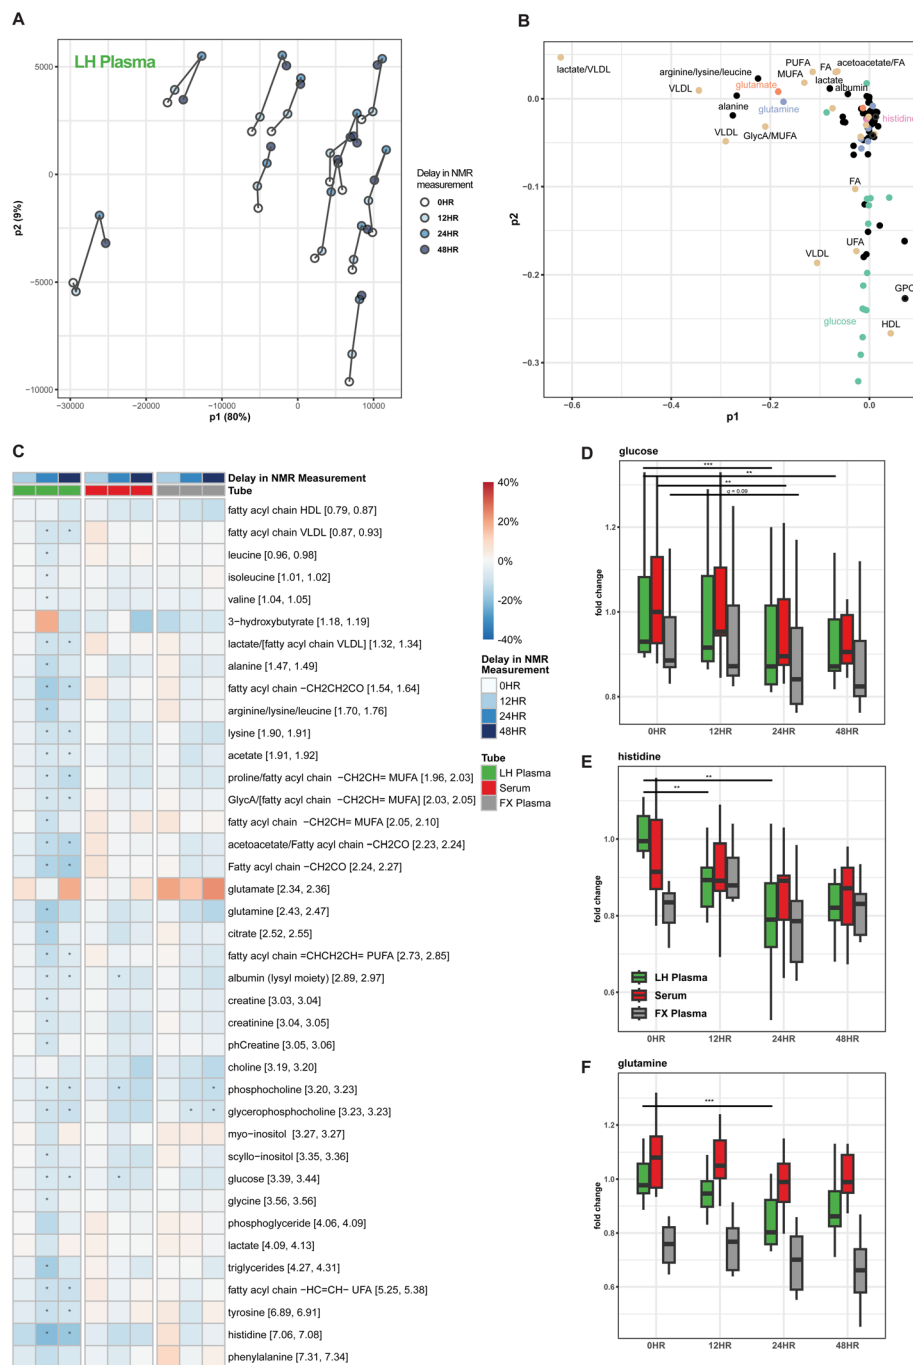 A
LH Plasma
5000
0
−5000
−10000
−30000
−20000
−10000
0
10000
p2 (9%)
p1 (80%)
Delay in NMR
measurement
0HR
12HR
24HR
48HR
B
lactate/VLDL
arginine/lysine/leucine
PUFA
FA
acetoacetate/FA
MUFA
lactate
VLDL
glutamate
albumin
glutamine
alanine
histidine
VLDL
GlycA/MUFA
FA
VLDL
UFA
GPC
glucose
HDL
0.0
−0.1
−0.2
−0.3
−0.6
−0.4
−0.2
0.0
p2
p1
C
Delay in NMR Measurement
Tube
fatty acyl chain HDL [0.79, 0.87]
fatty acyl chain VLDL [0.87, 0.93]
leucine [0.96, 0.98]
isoleucine [1.01, 1.02]
valine [1.04, 1.05]
3−hydroxybutyrate [1.18, 1.19]
lactate/[fatty acyl chain VLDL] [1.32, 1.34]
alanine [1.47, 1.49]
fatty acyl chain −CH2CH2CO [1.54, 1.64]
arginine/lysine/leucine [1.70, 1.76]
lysine [1.90, 1.91]
acetate [1.91, 1.92]
proline/fatty acyl chain −CH2CH= MUFA [1.96, 2.03]
GlycA/[fatty acyl chain −CH2CH= MUFA] [2.03, 2.05]
fatty acyl chain −CH2CH= MUFA [2.05, 2.10]
acetoacetate/Fatty acyl chain −CH2CO [2.23, 2.24]
Fatty acyl chain −CH2CO [2.24, 2.27]
glutamate [2.34, 2.36]
glutamine [2.43, 2.47]
citrate [2.52, 2.55]
fatty acyl chain =CHCH2CH= PUFA [2.73, 2.85]
albumin (lysyl moiety) [2.89, 2.97]
creatine [3.03, 3.04]
creatinine [3.04, 3.05]
phCreatine [3.05, 3.06]
choline [3.19, 3.20]
phosphocholine [3.20, 3.23]
glycerophosphocholine [3.23, 3.23]
myo−inositol [3.27, 3.27]
scyllo−inositol [3.35, 3.36]
glucose [3.39, 3.44]
glycine [3.56, 3.56]
phosphoglyceride [4.06, 4.09]
lactate [4.09, 4.13]
triglycerides [4.27, 4.31]
fatty acyl chain −HC=CH− UFA [5.25, 5.38]
tyrosine [6.89, 6.91]
histidine [7.06, 7.08]
phenylalanine [7.31, 7.34]
40%
20%
0%
−20%
−40%
Delay in NMR
Measurement
0HR
12HR
24HR
48HR
Tube
LH Plasma
Serum
FX Plasma
D
glucose
***
**
**
q = 0.09
1.2
1.0
0.8
fold change
0HR
12HR
24HR
48HR
E
histidine
**
**
1.0
0.8
0.6
fold change
LH Plasma
Serum
FX Plasma
0HR
12HR
24HR
48HR
F
glutamine
***
1.2
1.0
0.8
0.6
fold change
0HR
12HR
24HR
48HR